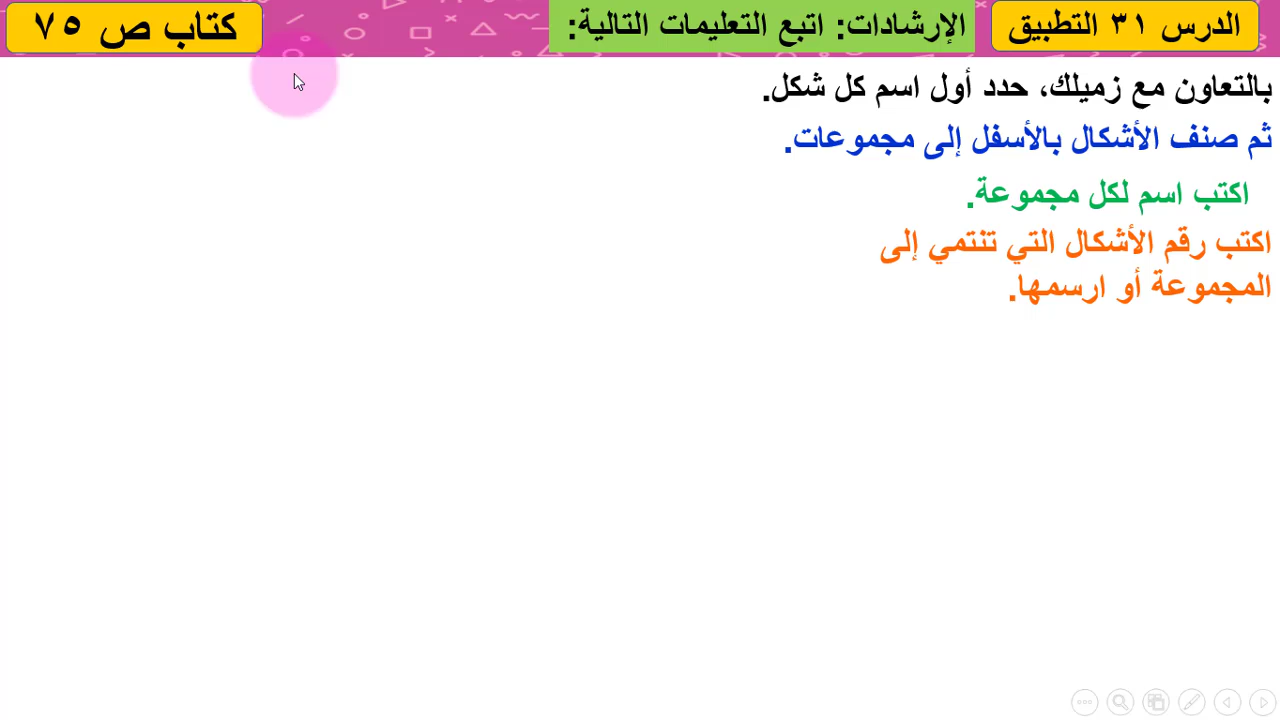 الدرس ٣١ التطبيق
الإرشادات: اتبع التعليمات التالية:
كتاب ص ٧٥
بالتعاون مع زميلك، حدد أول اسم كل شكل.
ثم صنف الأشكال بالأسفل إلى مجموعات.
اكتب اسم لكل مجموعة.
اكتب رقم الأشكال التي تنتمي إلى
المجموعة أو ارسمها.